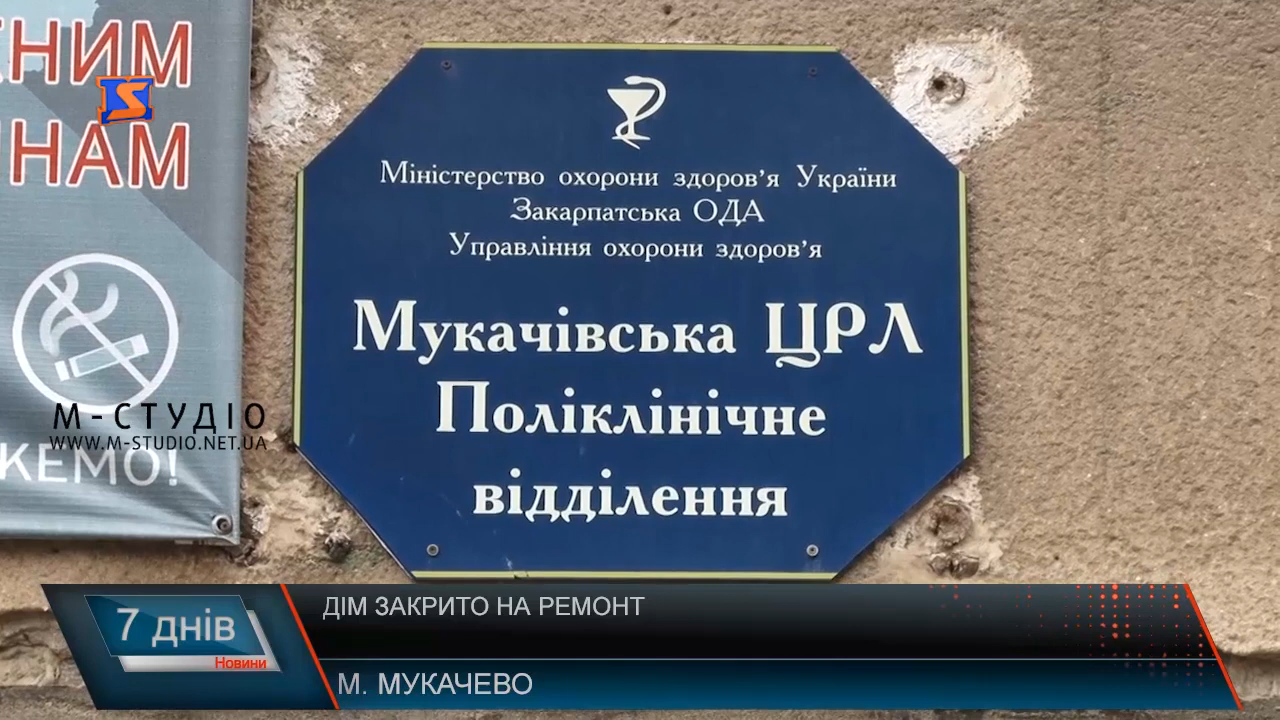 Міністерство охорони здоров'я України
Закарпатська ОДА
Управління охорони здоров'я
Мукачівська ЦРЛ
Поліклінічне
відділення
НАМ
М-СТУДІО
WWW.M-STUDIO.NET.UA
КЕМО!
7 днів
Новини
ДІМ ЗАКРИТО НА РЕМОНТ
М. МУКАЧЕВО